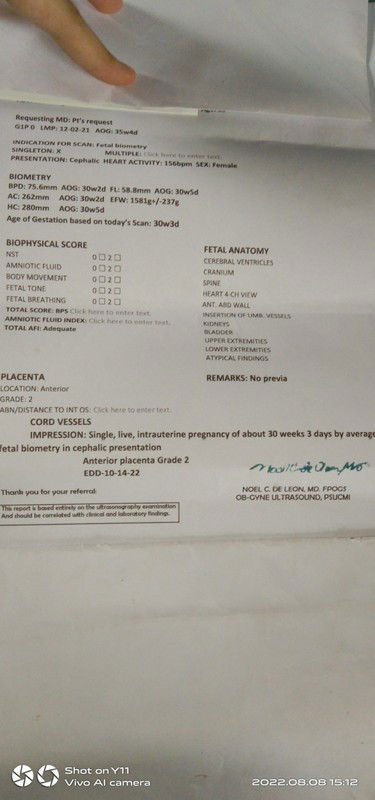 Requesting MD: Pt's request
G1P 0 LMP: 12-02-21 AOG: 35w4d
INDICATION FOR SCAN: Fetal biometry
SINGLETON: X MULTIPLE: Click here to enter text.
PRESENTATION: Cephalic HEART ACTIVITY: 156bpm SEX: Female
BIOMETRY
BPD: 75.6mm AOG: 30w2d FL: 58.8mm AOG: 30w5d
AC: 262mm AOG: 30w2d EFW: 1581g+/-237g
HC: 280mm AOG: 30w5d
Age of Gestation based on today's Scan: 30w3d
BIOPHYSICAL SCORE
NST 0 ☐ 2 ☐
AMNIOTIC FLUID 0 ☐ 2 ☐
BODY MOVEMENT 0 ☐ 2 ☐
FETAL TONE 0 ☐ 2 ☐
FETAL BREATHING 0 ☐ 2 ☐
TOTAL SCORE: BPS Click here to enter text.
AMNIOTIC FLUID INDEX: Click here to enter text.
TOTAL AFI: Adequate
FETAL ANATOMY
CEREBRAL VENTRICLES
CRANIUM
SPINE
HEART 4-CH VIEW
ANT. ABD WALL
INSERTION OF UMB. VESSELS
KIDNEYS
BLADDER
UPPER EXTREMITIES
LOWER EXTREMITIES
ATYPICAL FINDINGS
PLACENTA
LOCATION: Anterior
GRADE: 2
ABN/DISTANCE TO INT OS: Click here to enter text.
REMARKS: No previa
CORD VESSELS
IMPRESSION: Single, live, intrauterine pregnancy of about 30 weeks 3 days by average
fetal biometry in cephalic presentation
Anterior placenta Grade 2
EDD-10-14-22
Thank you for your referral:
NOEL C. DE LEON, MD. FPOGS
OB-GYNE ULTRASOUND, PSUCMI
This report is based entirely on the ultrasonography examination
And should be correlated with clinical and laboratory findings.
Shot on Y11
Vivo AI camera
2022.08.08 15:12